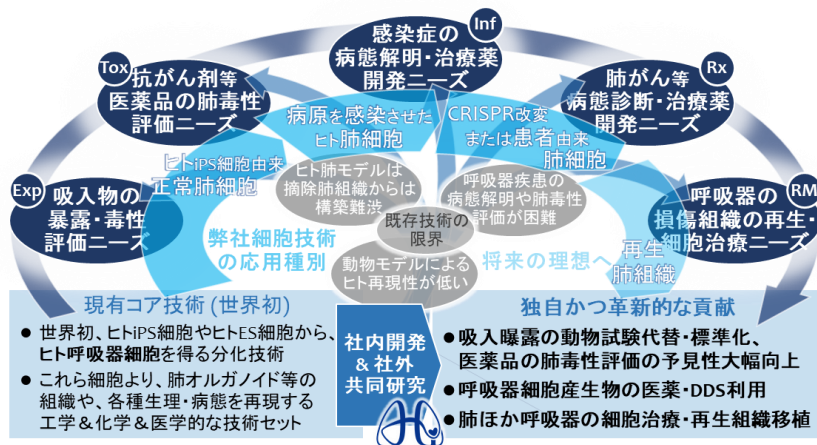 Inf
感染症の
病態解明・治療薬
開発ニーズ
Tox
抗がん剤等
医薬品の肺毒性
評価ニーズ
Rx
肺がん等
病態診断・治療薬
開発ニーズ
Exp
吸入物の
暴露・毒性
評価ニーズ
RM
呼吸器の
損傷組織の再生・
細胞治療ニーズ
ヒトiPS細胞由来
正常肺細胞
病原を感染させた
ヒト肺細胞
CRISPR改変
または患者由来
肺細胞
再生
肺組織
ヒト肺モデルは
摘除肺組織からは
構築難渋
呼吸器疾患の
病態解明や肺毒性
評価が困難
既存技術の
限界
動物モデルによる
ヒト再現性が低い
弊社細胞技術
の応用種別
将来の理想へ
現有コア技術 (世界初)
● 世界初、ヒトiPS細胞やヒトES細胞から、
ヒト呼吸器細胞を得る分化技術
● これら細胞より、肺オルガノイド等の
組織や、各種生理・病態を再現する
工学&化学&医学的な技術セット
社内開発
& 社外
共同研究
独自かつ革新的な貢献
● 吸入曝露の動物試験代替・標準化、
医薬品の肺毒性評価の予見性大幅向上
● 呼吸器細胞産生物の医薬・DDS利用
● 肺ほか呼吸器の細胞治療・再生組織移植